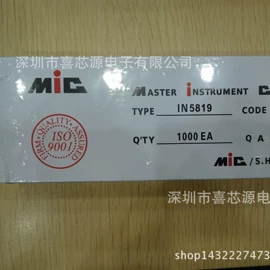 深圳市喜芯源电子有限公司
MIC
MASTER INSTRUMENT C
TYPE IN5819 CODE
FIRM·QUALITY·ASSURED
ISO
9001
Q'TY 1000 EA Q A
MIC / S.H
深圳市喜芯源电
shop1432227473